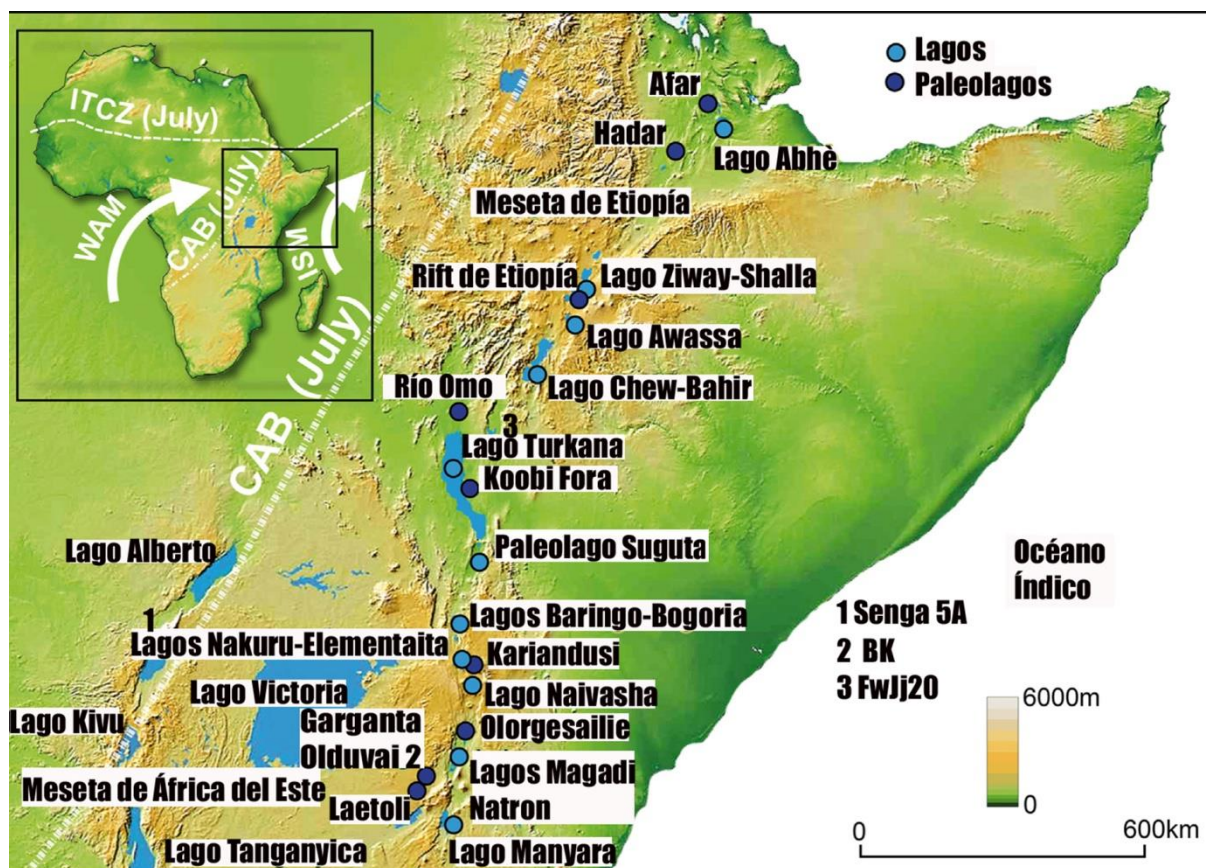 ITCZ (July)
WAM
CAB (July)
ISM
CAB (July)
Lagos
Paleolagos
Afar
Hadar
Lago Abhè
Meseta de Etiopía
Rift de Etiopía
Lago Ziway-Shalla
Lago Awassa
Lago Chew-Bahir
Río Omo
3
Lago Turkana
Koobi Fora
Paleolago Suguta
Lago Alberto
1
Lagos Baringo-Bogoria
Lagos Nakuru-Elementaita
Kariandusi
Lago Victoria
Lago Naivasha
Lago Kivu
Garganta
Olduvai 2
Olorgesailie
Meseta de África del Este
Lagos Magadi
Natron
Laetoli
Lago Tanganyica
Lago Manyara
Océano
Índico
1 Senga 5A
2 BK
3 FwJj20
6000m
0
0
600km